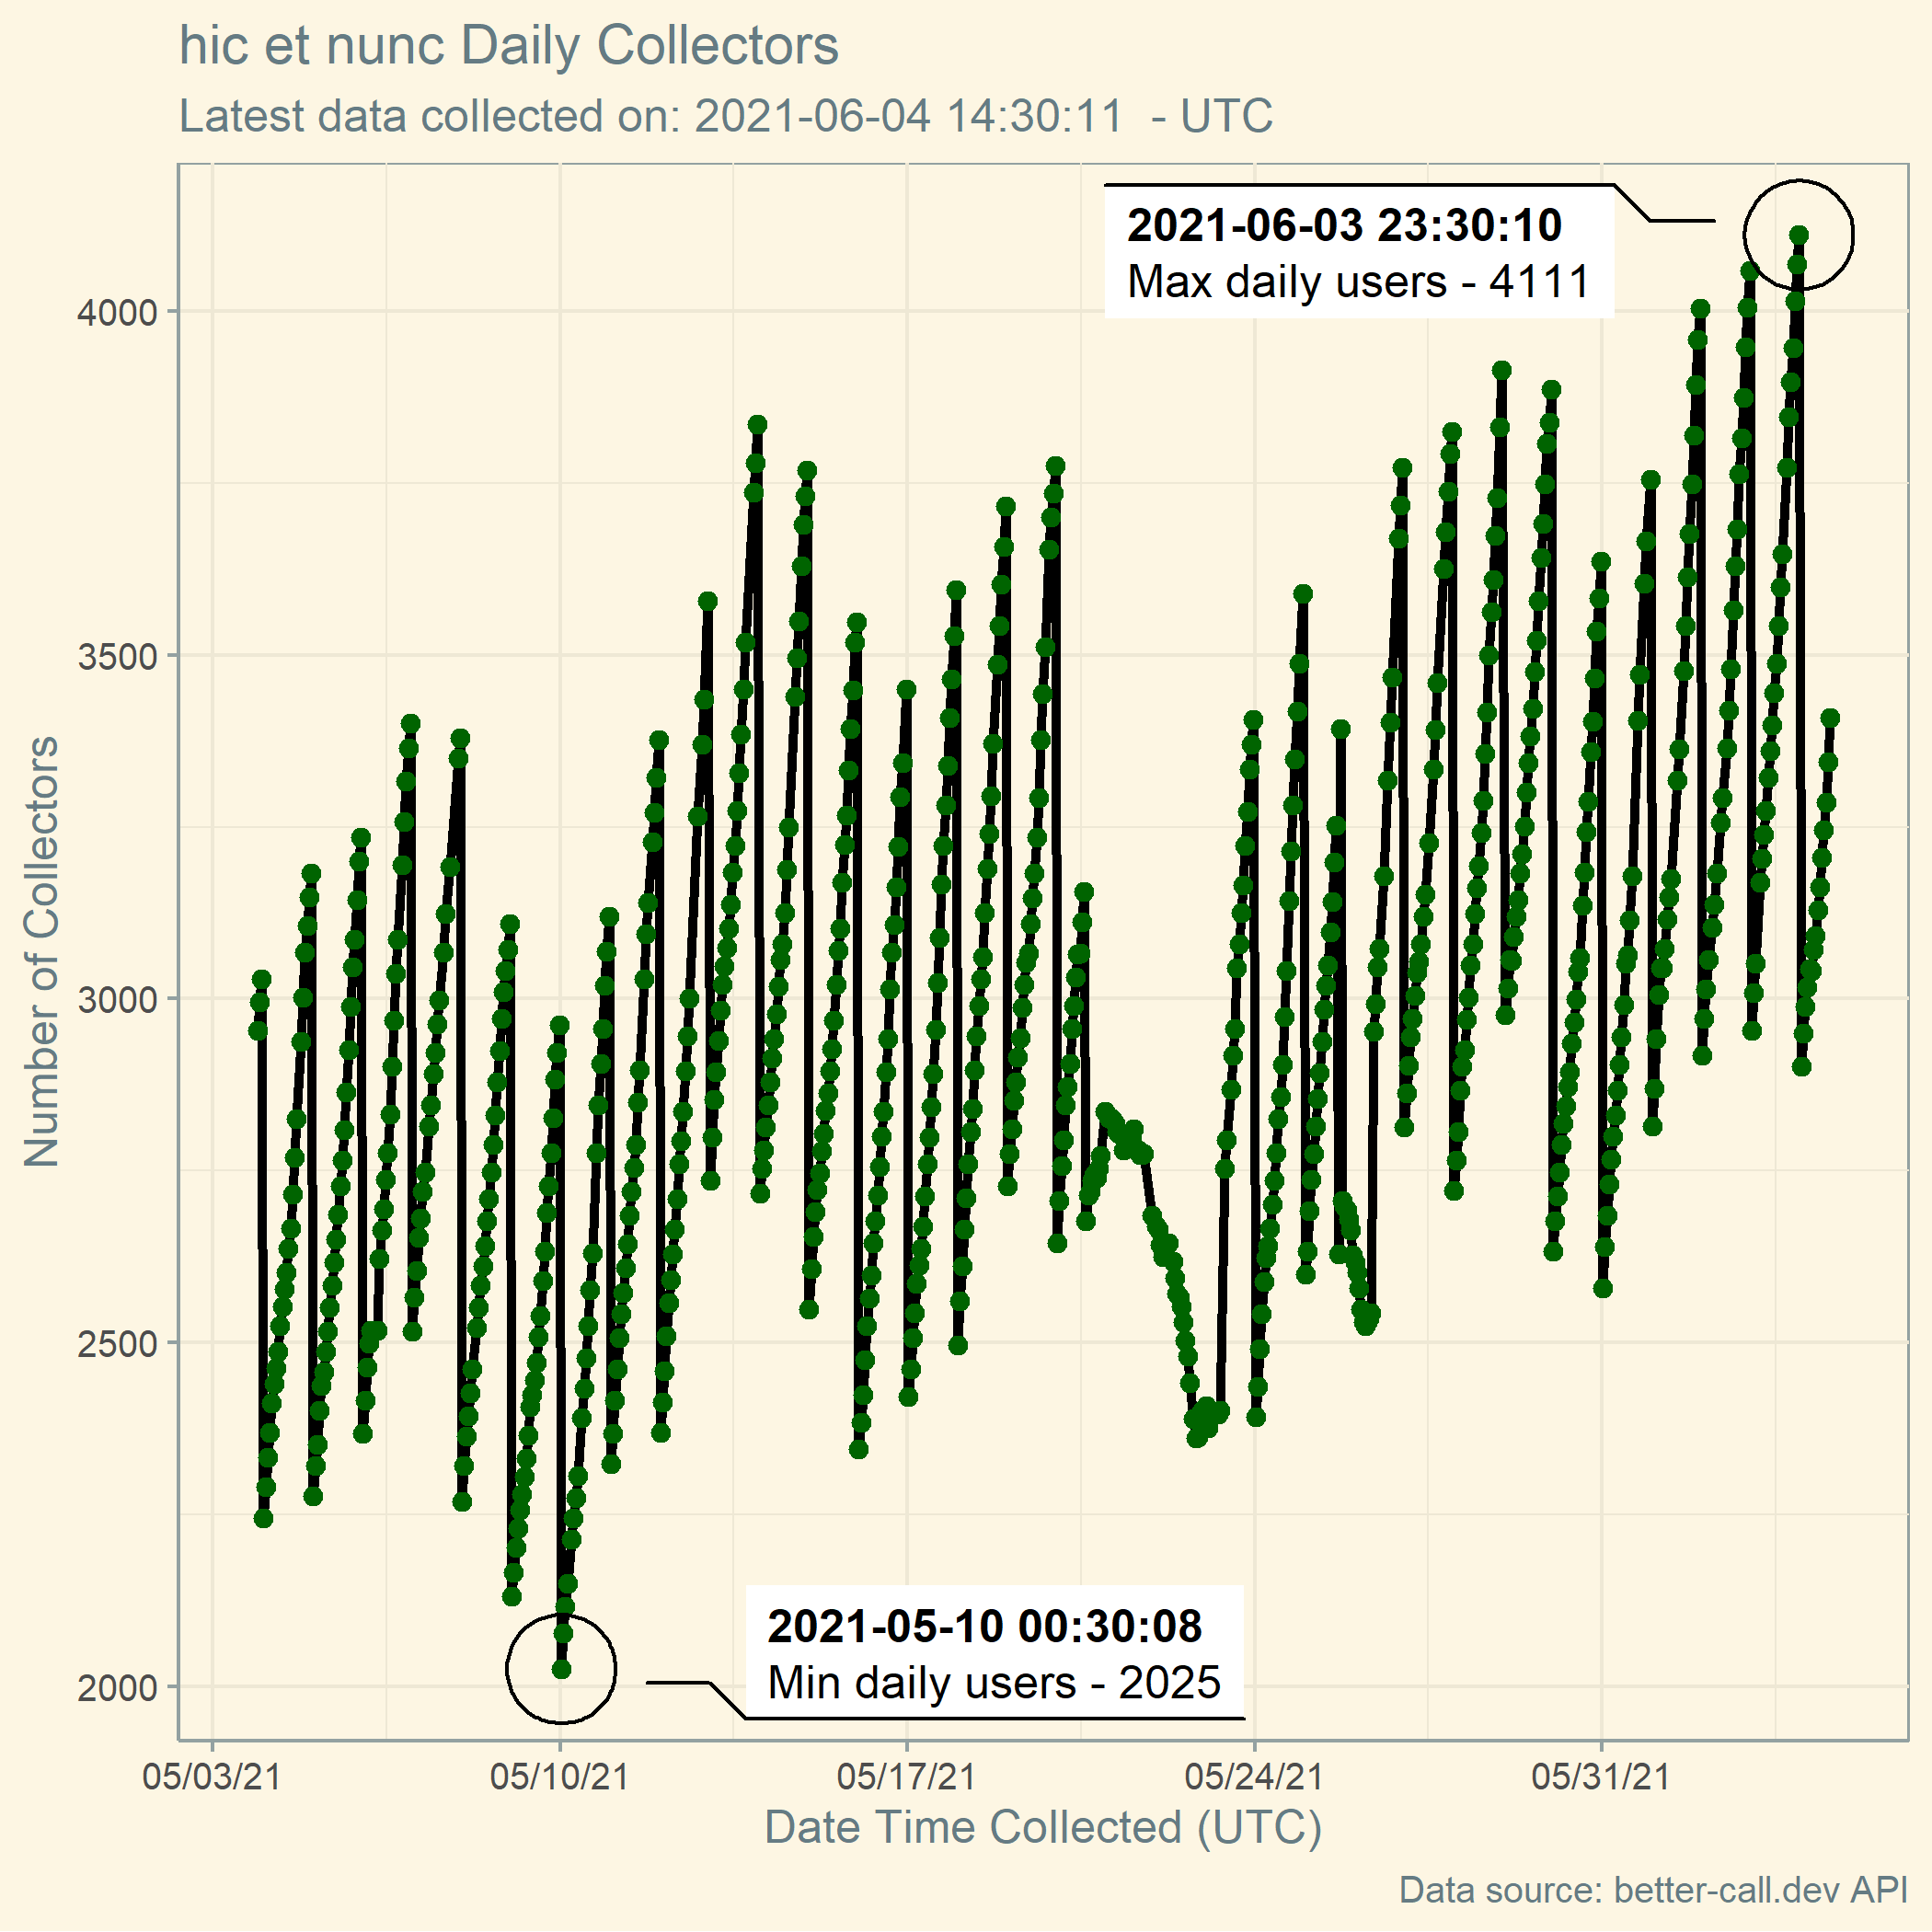 hic et nunc Daily Collectors
Latest data collected on: 2021-06-04 14:30:11  - UTC
2021-06-03 23:30:10
Max daily users - 4111
4000
3500
3000
2500
2000
Number of Collectors
2021-05-10 00:30:08
Min daily users - 2025
05/03/21 05/10/21 05/17/21 05/24/21 05/31/21
Date Time Collected (UTC)
Data source: better-call.dev API